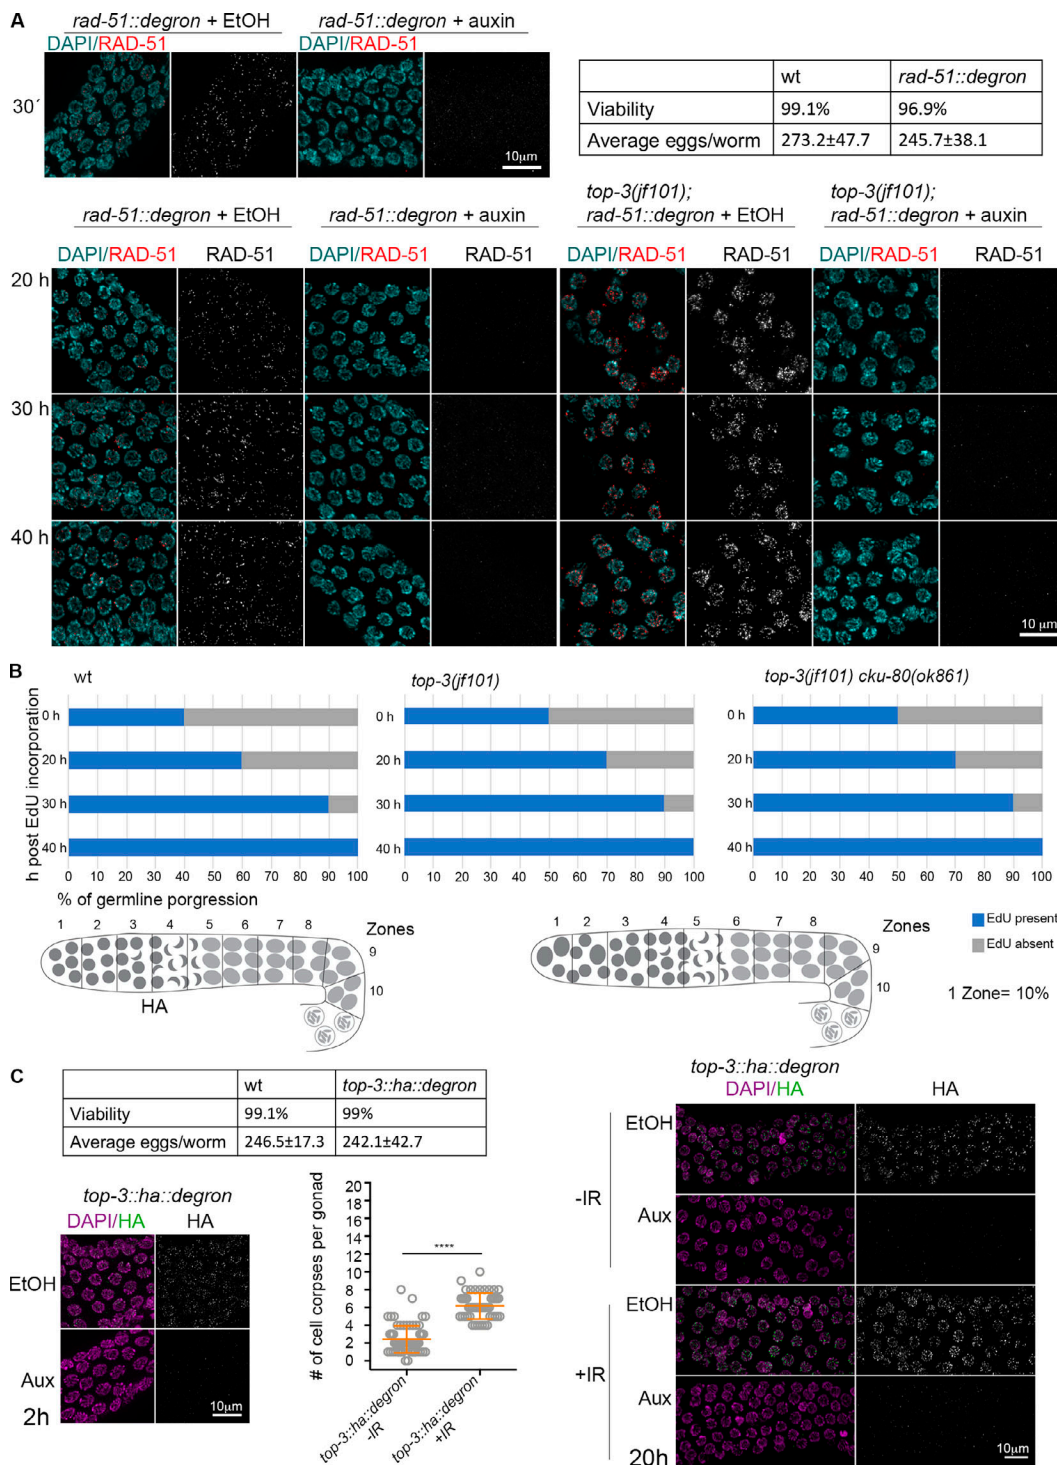 A
rad-51::degron + EtOH
rad-51::degron + auxin
DAPI/RAD-51
DAPI/RAD-51
30´
10µm
wt
rad-51::degron
Viability
99.1%
96.9%
Average eggs/worm
273.2±47.7
245.7±38.1
rad-51::degron + EtOH
rad-51::degron + auxin
top-3(jf101);
rad-51::degron + EtOH
top-3(jf101);
rad-51::degron + auxin
DAPI/RAD-51
RAD-51
DAPI/RAD-51
RAD-51
DAPI/RAD-51
RAD-51
DAPI/RAD-51
RAD-51
20 h
30 h
40 h
10 µm
B
wt
top-3(jf101)
top-3(jf101) cku-80(ok861)
h post EdU incorporation
0 h
20 h
30 h
40 h
0 10 20 30 40 50 60 70 80 90 100
0 h
20 h
30 h
40 h
0 10 20 30 40 50 60 70 80 90 100
0 h
20 h
30 h
40 h
0 10 20 30 40 50 60 70 80 90 100
% of germline porgression
1 2 3 4 5 6 7 8
Zones
9
10
HA
1 2 3 4 5 6 7 8
Zones
9
10
EdU present
EdU absent
1 Zone= 10%
C
wt
top-3::ha::degron
Viability
99.1%
99%
Average eggs/worm
246.5±17.3
242.1±42.7
top-3::ha::degron
DAPI/HA
HA
EtOH
Aux
2h
10µm
# of cell corpses per gonad
20
18
16
14
12
10
8
6
4
2
0
****
top-3::ha::degron
-IR
top-3::ha::degron
+IR
top-3::ha::degron
DAPI/HA
HA
-IR
EtOH
Aux
+IR
EtOH
Aux
20h
10µm